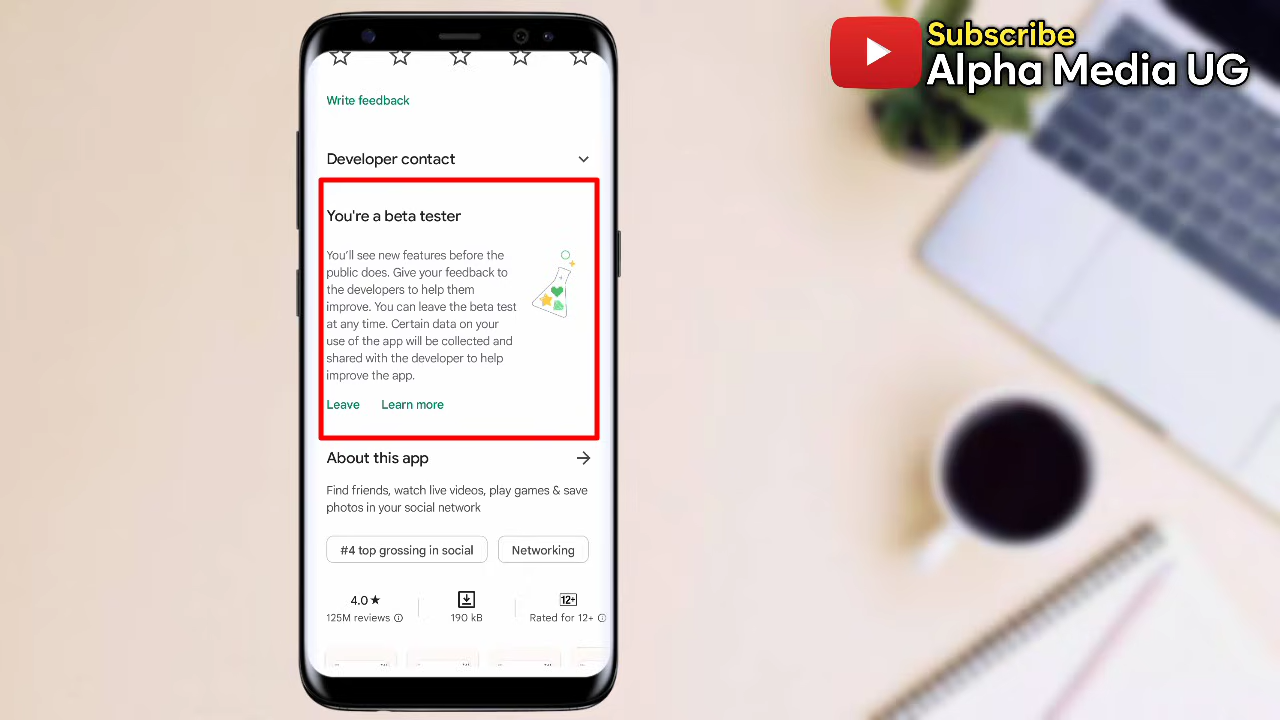 Subscribe
Alpha Media UG
Write feedback
Developer contact
You're a beta tester
You'll see new features before the
public does. Give your feedback to
the developers to help them
improve. You can leave the beta test
at any time. Certain data on your
use of the app will be collected and
shared with the developer to help
improve the app.
Leave Learn more
About this app
Find friends, watch live videos, play games & save
photos in your social network
#4 top grossing in social Networking
4.0★ 12+
125M reviews 190 kB Rated for 12+